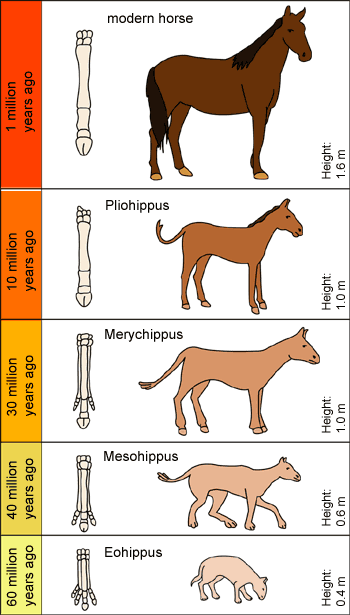 1 million
years ago
modern horse
Height:
1.6 m
10 million
years ago
Pliohippus
Height:
1.0 m
30 million
years ago
Merychippus
Height:
1.0 m
40 million
years ago
Mesohippus
Height:
0.6 m
60 million
years ago
Eohippus
Height:
0.4 m